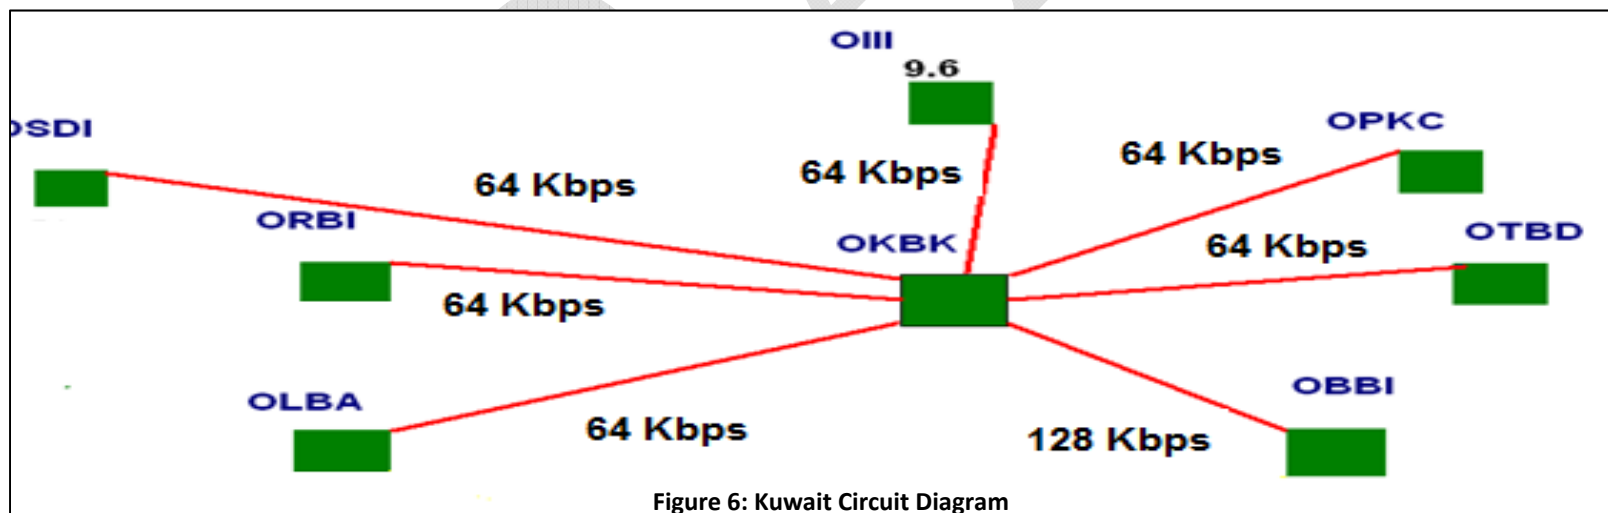 OIII
9.6
OSDI
OPKC
64 Kbps
64 Kbps
64 Kbps
ORBI
OKBK
OTBD
64 Kbps
64 Kbps
OLBA
OBBI
64 Kbps
128 Kbps
Figure 6: Kuwait Circuit Diagram